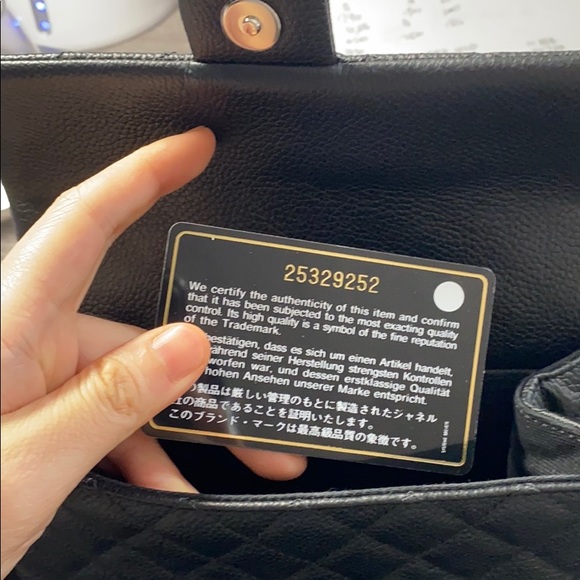 25329252
We certify the authenticity of this item and confirm
that it has been subjected to the most exacting quality
control. Its high quality is a symbol of the fine reputation
of the Trademark.
bestätigen, dass es sich um einen Artikel handelt,
während seiner Herstellung strengsten Kontrollen
worfen war, und dessen erstklassige Qualität
hohen Ansehen unserer Marke entspricht.
の製品は厳しい管理のもとに製造されたシャネル
社の商品であることを証明いたします。
このブランド・マークは最高級品質の象徴です。